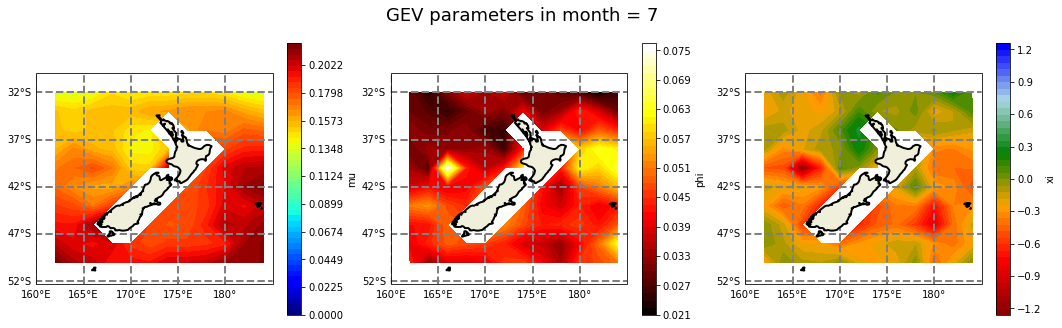 GEV parameters in month = 7
32°S
37°S
42°S
47°S
52°S
160°E
165°E
170°E
175°E
180°
0.2022
0.1798
0.1573
0.1348
0.1124
0.0899
0.0674
0.0449
0.0225
0.0000
mu
32°S
37°S
42°S
47°S
52°S
160°E
165°E
170°E
175°E
180°
0.075
0.069
0.063
0.057
0.051
0.045
0.039
0.033
0.027
0.021
phi
32°S
37°S
42°S
47°S
52°S
160°E
165°E
170°E
175°E
180°
1.2
0.9
0.6
0.3
0.0
−0.3
−0.6
−0.9
−1.2
xi